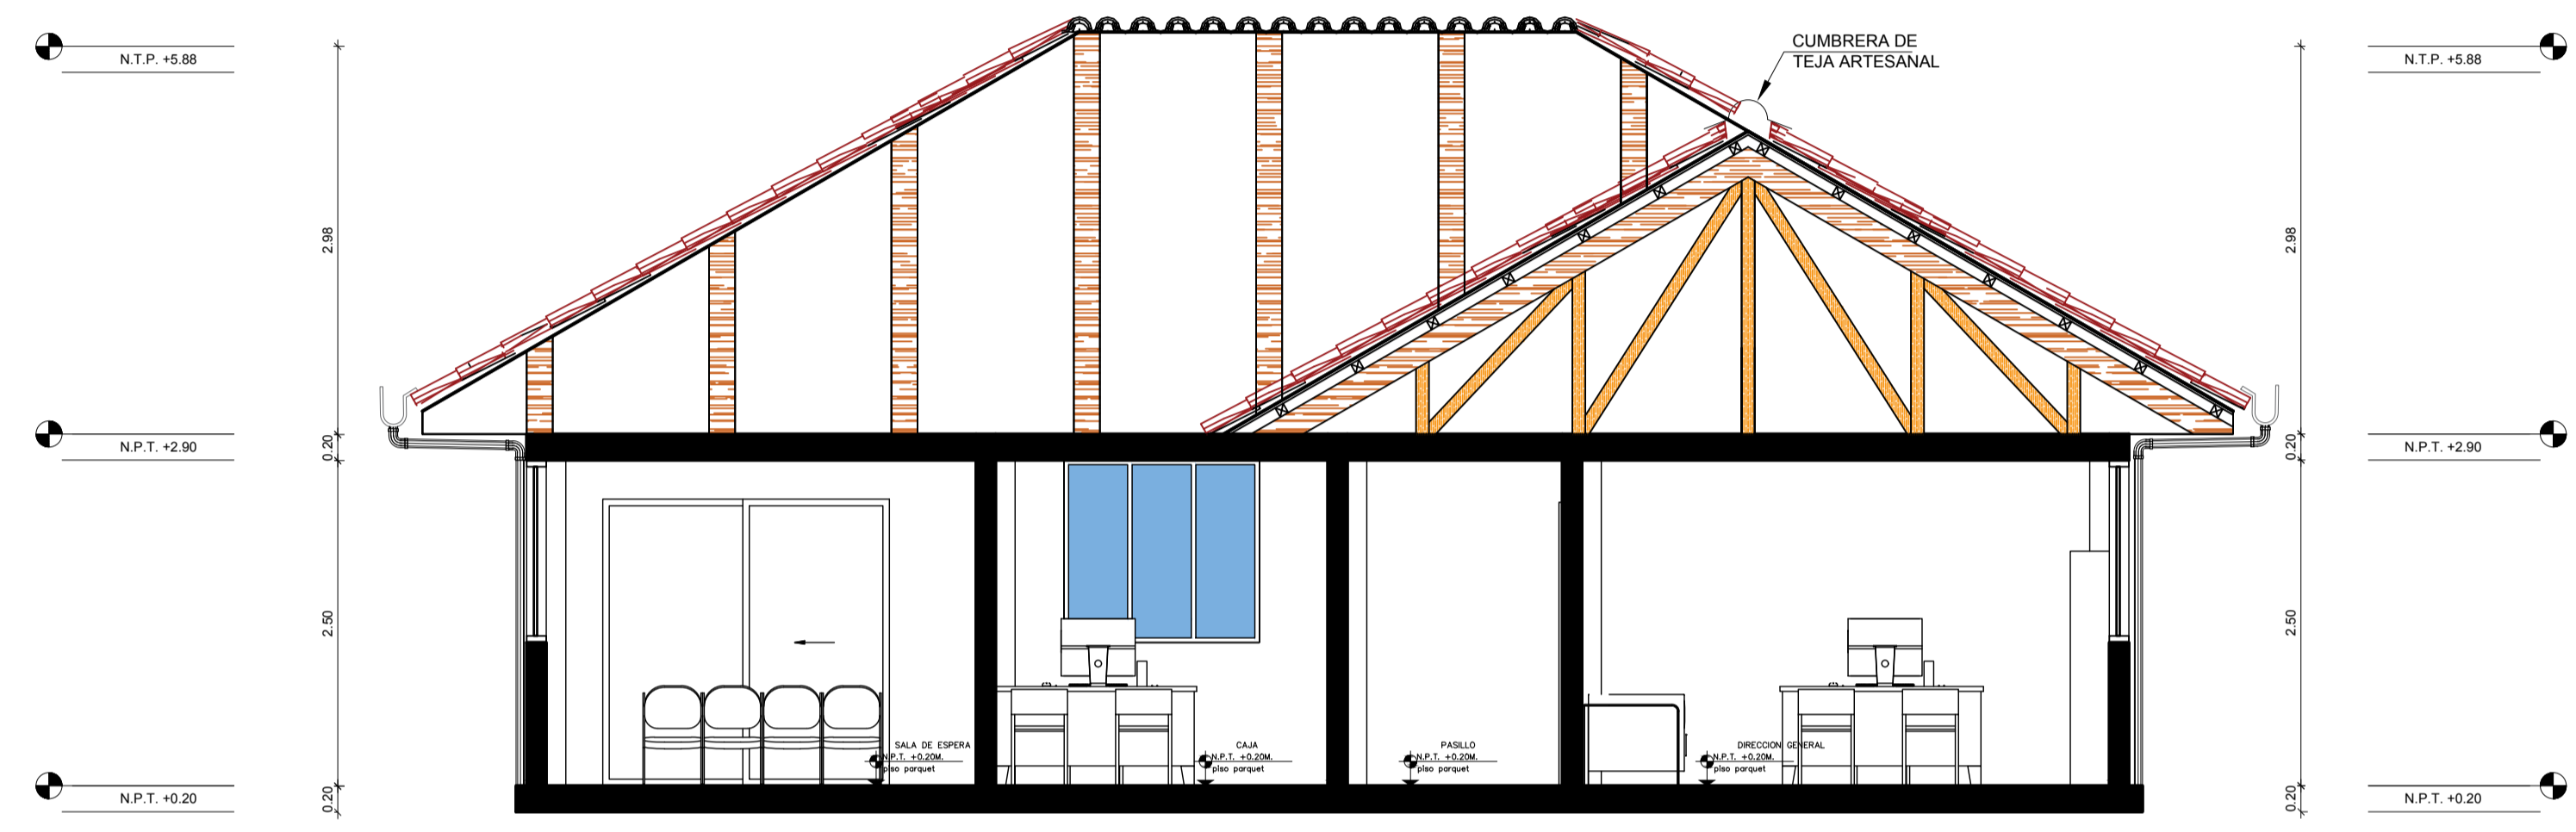 CUMBRERA DE
TEJA ARTESANAL
N.T.P. +5.88
N.T.P. +5.88
2.98
2.98
N.P.T. +2.90
N.P.T. +2.90
0.20
0.20
2.50
2.50
SALA DE ESPERA
N.P.T. +0.20M.
piso parquet
CAJA
N.P.T. +0.20M.
piso parquet
PASILLO
N.P.T. +0.20M.
piso parquet
DIRECCION GENERAL
N.P.T. +0.20M.
piso parquet
N.P.T. +0.20
N.P.T. +0.20
0.20
0.20